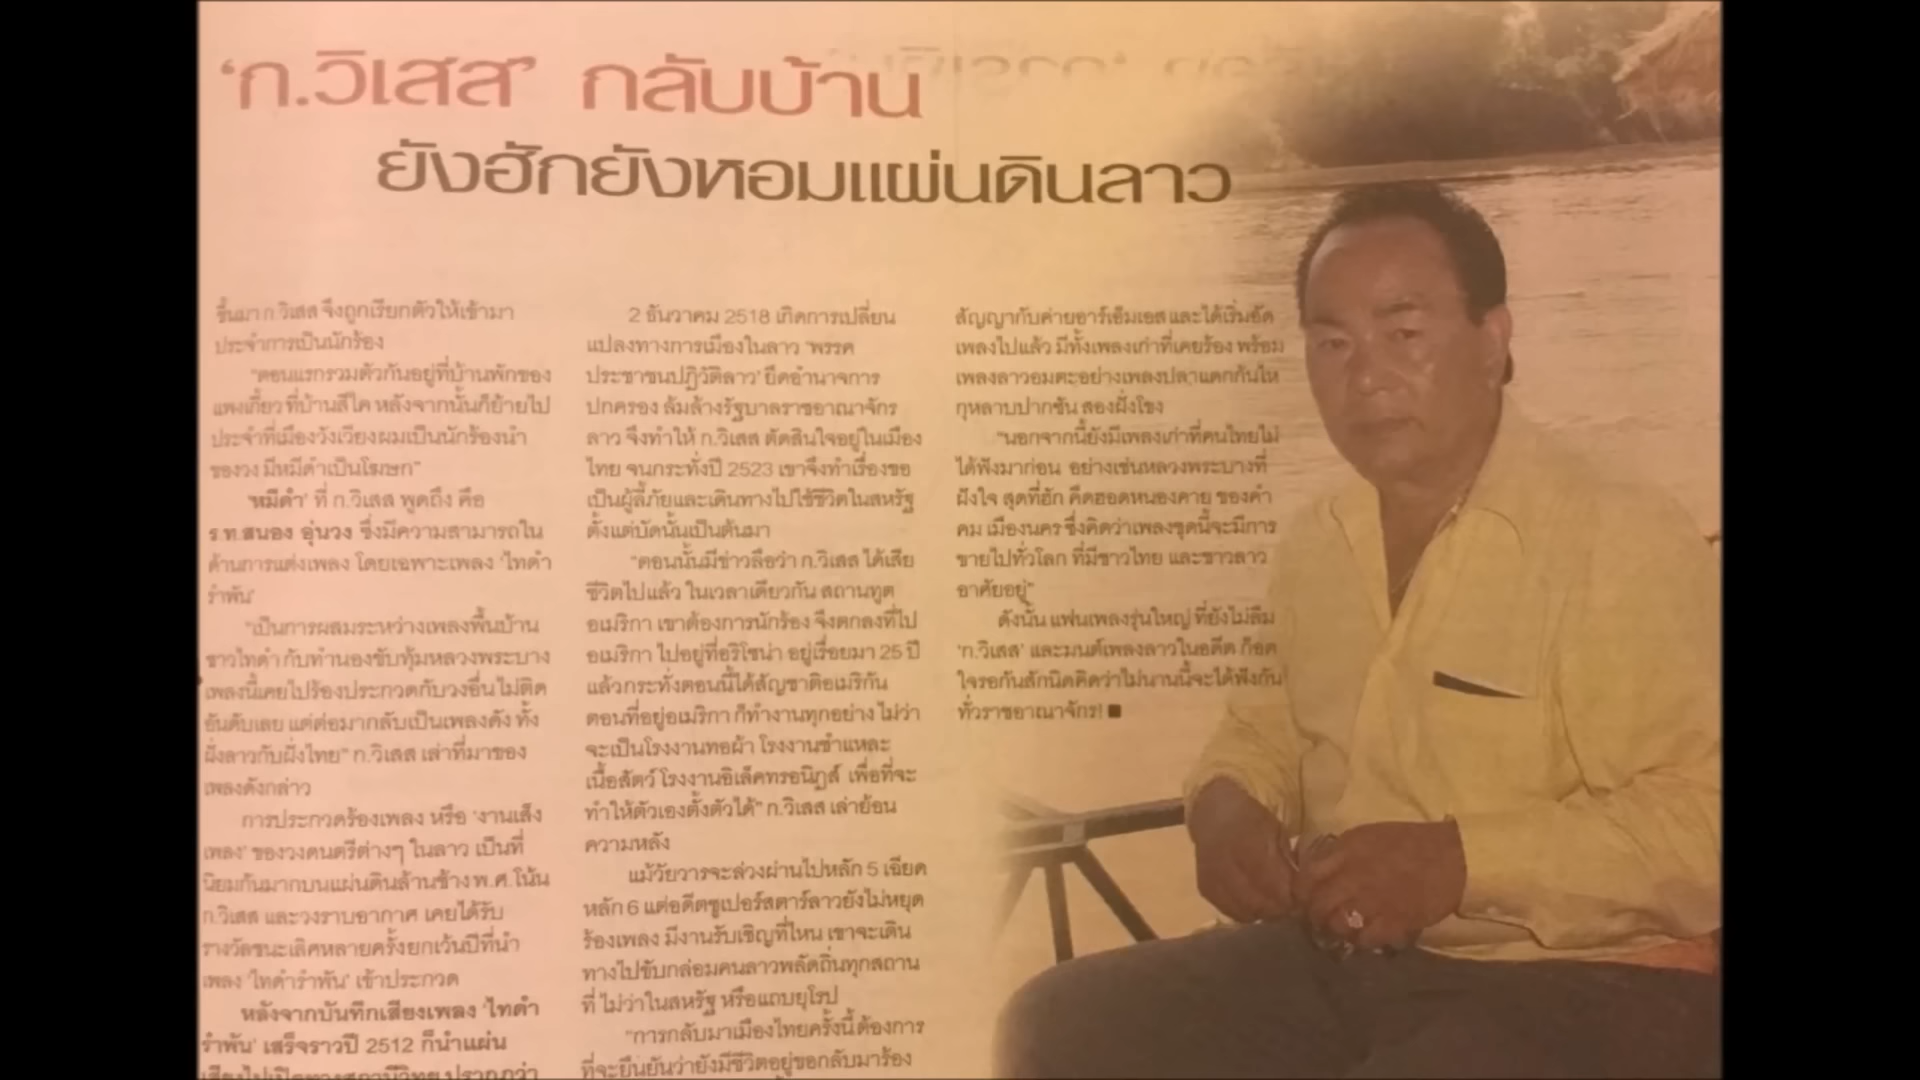 'ก.วิเสส' กลับบ้าน
ยังฮักยังหอมแผ่นดินลาว
ขึ้นมา ก.วิเสส จึงถูกเรียกตัวให้เข้ามา
ประจำการเป็นนักร้อง
"ตอนแรกรวมตัวกันอยู่ที่บ้านพักของ
แพงเกี้ยว ที่บ้านสีไค หลังจากนั้นก็ย้ายไป
ประจำที่เมืองวังเวียง ผมเป็นนักร้องนำ
ของวง มีหมีดำเป็นโฆษก"
'หมีดำ' ที่ ก.วิเสส พูดถึง คือ
ร.ท.สนอง อุ่นวง ซึ่งมีความสามารถใน
ด้านการแต่งเพลง โดยเฉพาะเพลง 'ไทดำ
รำพัน'
"เป็นการผสมระหว่างเพลงพื้นบ้าน
ชาวไทดำ กับทำนองขับทุ้มหลวงพระบาง
เพลงนี้เคยไปร้องประกวดกับวงอื่น ไม่ติด
อันดับเลย แต่ต่อมากลับเป็นเพลงดัง ทั้ง
ฝั่งลาวกับฝั่งไทย" ก.วิเสส เล่าที่มาของ
เพลงดังกล่าว
การประกวดร้องเพลง หรือ 'งานเส็ง
เพลง' ของวงดนตรีต่างๆ ในลาว เป็นที่
นิยมกันมากบนแผ่นดินล้านช้าง พ.ศ.โน้น
ก.วิเสส และวงราบอากาศ เคยได้รับ
รางวัลชนะเลิศหลายครั้งยกเว้นปีที่นำ
เพลง 'ไทดำรำพัน' เข้าประกวด
หลังจากบันทึกเสียงเพลง 'ไทดำ
รำพัน' เสร็จราวปี 2512 ก็นำแผ่น
เสียงไปเปิดทางสถานีวิทยุ ปรากฏว่า
2 ธันวาคม 2518 เกิดการเปลี่ยน
แปลงทางการเมืองในลาว 'พรรค
ประชาชนปฏิวัติลาว' ยึดอำนาจการ
ปกครอง ล้มล้างรัฐบาลราชอาณาจักร
ลาว จึงทำให้ ก.วิเสส ตัดสินใจอยู่ในเมือง
ไทย จนกระทั่งปี 2523 เขาจึงทำเรื่องขอ
เป็นผู้ลี้ภัยและเดินทางไปใช้ชีวิตในสหรัฐ
ตั้งแต่บัดนั้นเป็นต้นมา
"ตอนนั้นมีข่าวลือว่า ก.วิเสส ได้เสีย
ชีวิตไปแล้ว ในเวลาเดียวกัน สถานทูต
อเมริกา เขาต้องการนักร้อง จึงตกลงที่ไป
อเมริกา ไปอยู่ที่อริโซน่า อยู่เรื่อยมา 25 ปี
แล้วกระทั่งตอนนี้ได้สัญชาติอเมริกัน
ตอนที่อยู่อเมริกา ก็ทำงานทุกอย่าง ไม่ว่า
จะเป็นโรงงานทอผ้า โรงงานชำแหละ
เนื้อสัตว์ โรงงานอิเล็คทรอนิกส์ เพื่อที่จะ
ทำให้ตัวเองตั้งตัวได้" ก.วิเสส เล่าย้อน
ความหลัง
แม้วัยวารจะล่วงผ่านไปหลัก 5 เฉียด
หลัก 6 แต่อดีตซูเปอร์สตาร์ลาวยังไม่หยุด
ร้องเพลง มีงานรับเชิญที่ไหน เขาจะเดิน
ทางไปขับกล่อมคนลาวพลัดถิ่นทุกสถาน
ที่ ไม่ว่าในสหรัฐ หรือแถบยุโรป
"การกลับมาเมืองไทยครั้งนี้ ต้องการ
ที่จะยืนยันว่ายังมีชีวิตอยู่ ขอกลับมาร้อง
สัญญากับค่ายอาร์เอ็มเอส และได้เริ่มอัด
เพลงไปแล้ว มีทั้งเพลงเก่าที่เคยร้อง พร้อม
เพลงลาวอมตะอย่างเพลงปลาแดกก้นไห
กุหลาบปากซัน สองฝั่งโขง
"นอกจากนี้ยังมีเพลงเก่าที่คนไทยไม่
ได้ฟังมาก่อน อย่างเช่นหลวงพระบางที่
ฝังใจ สุดที่ฮัก คึดฮอดหนองคาย ของคำ
คม เมืองนคร ซึ่งคิดว่าเพลงชุดนี้จะมีการ
ขายไปทั่วโลก ที่มีชาวไทย และชาวลาว
อาศัยอยู่"
ดังนั้น แฟนเพลงรุ่นใหญ่ ที่ยังไม่ลืม
'ก.วิเสส' และมนต์เพลงลาวในอดีต ก็อด
ใจรอกันสักนิดคิดว่าไม่นานนี้จะได้ฟังกัน
ทั่วราชอาณาจักร! ■